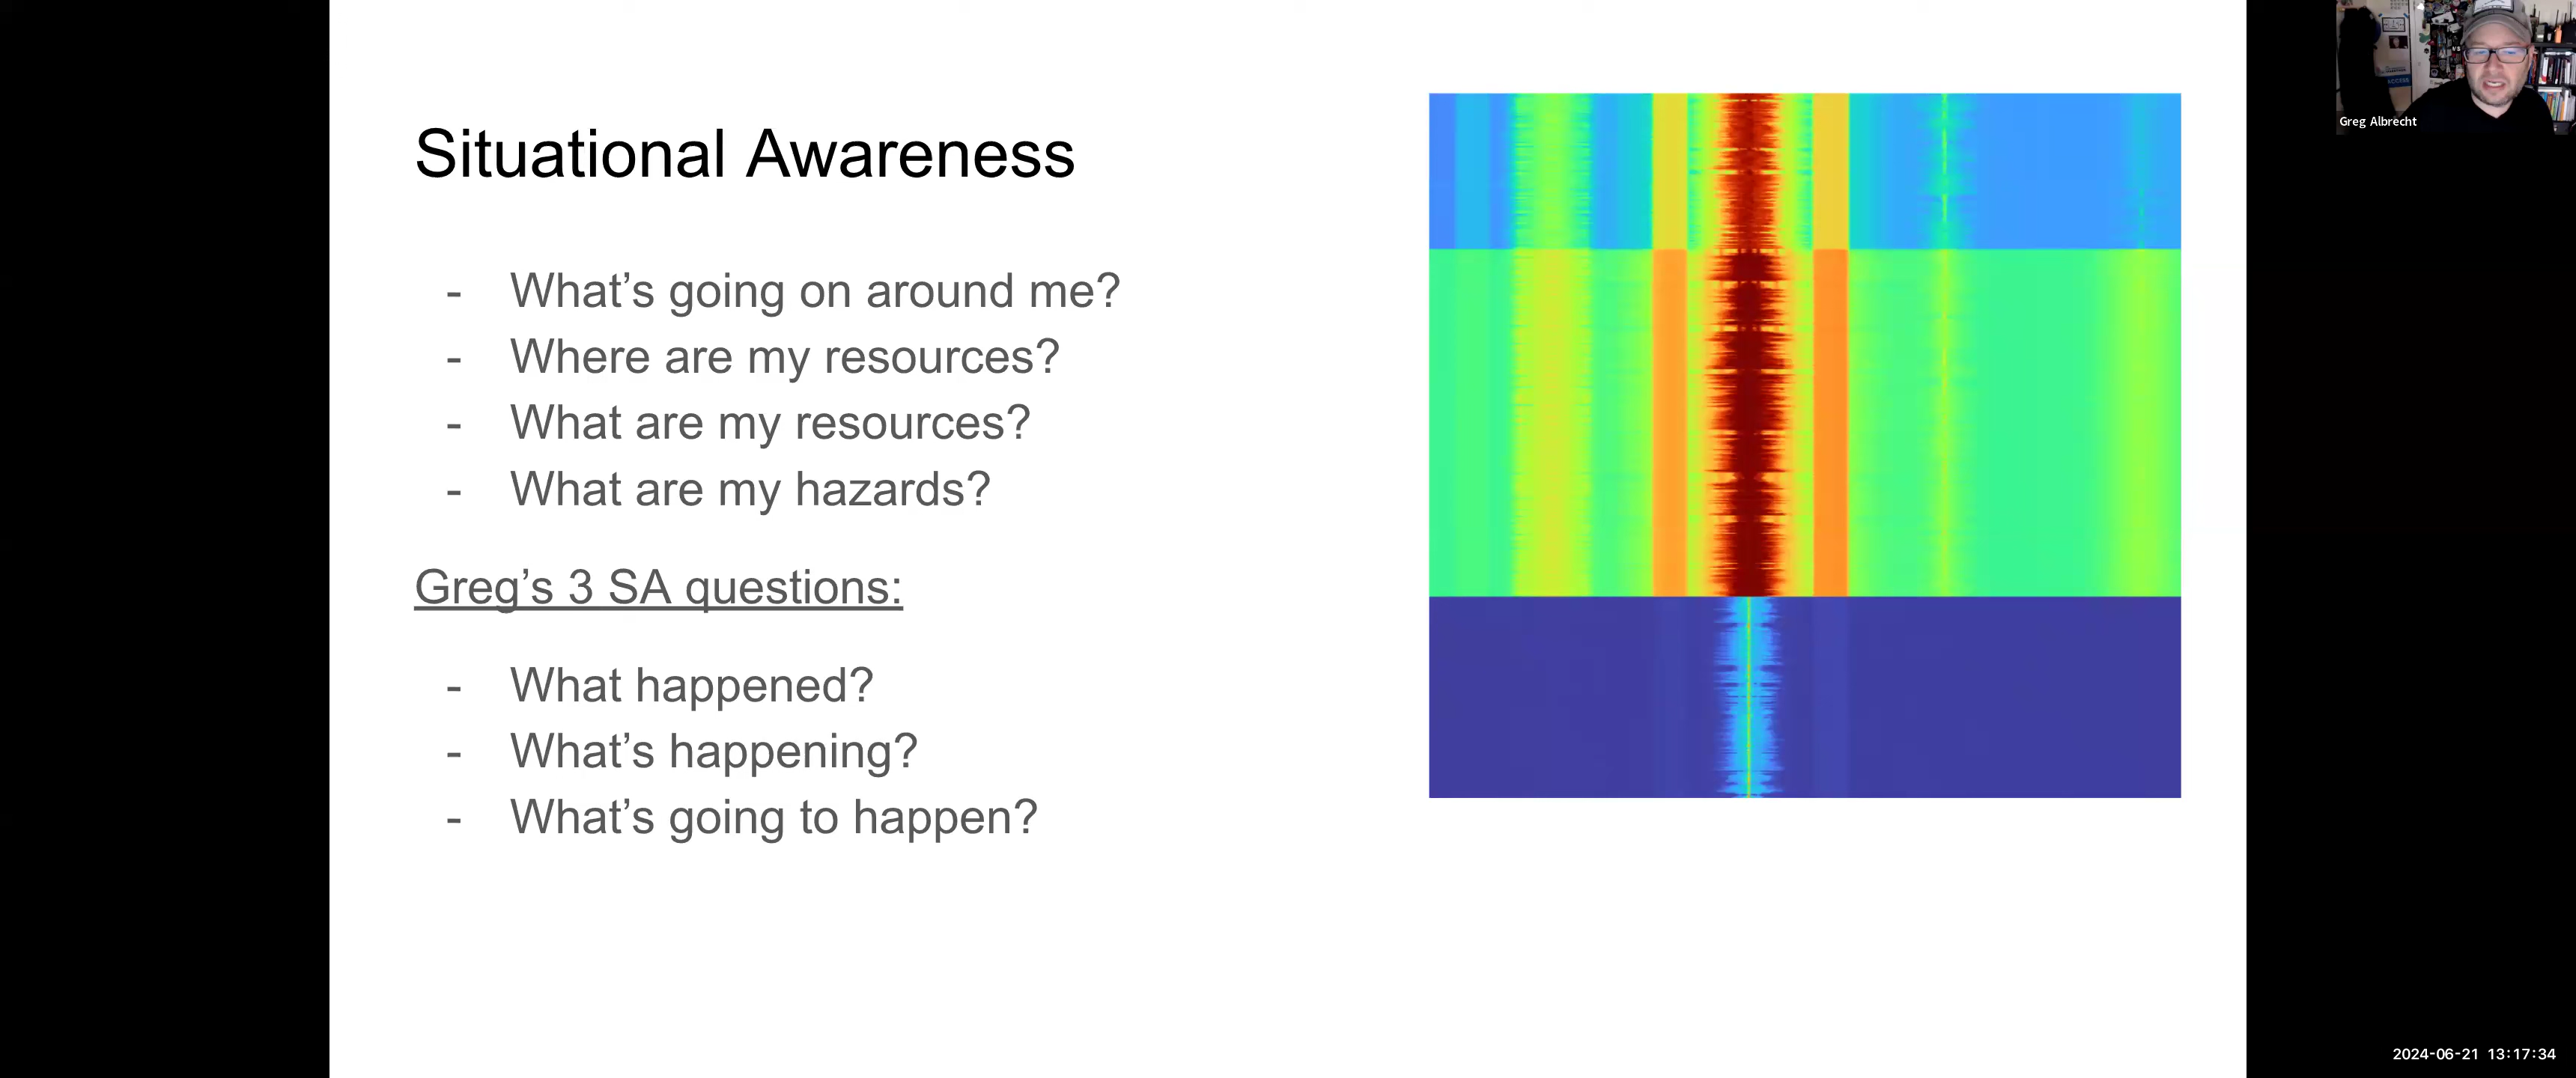 Situational Awareness
- What’s going on around me?
- Where are my resources?
- What are my resources?
- What are my hazards?
Greg’s 3 SA questions:
- What happened?
- What’s happening?
- What’s going to happen?
Greg Albrecht
2024-06-21 13:17:34